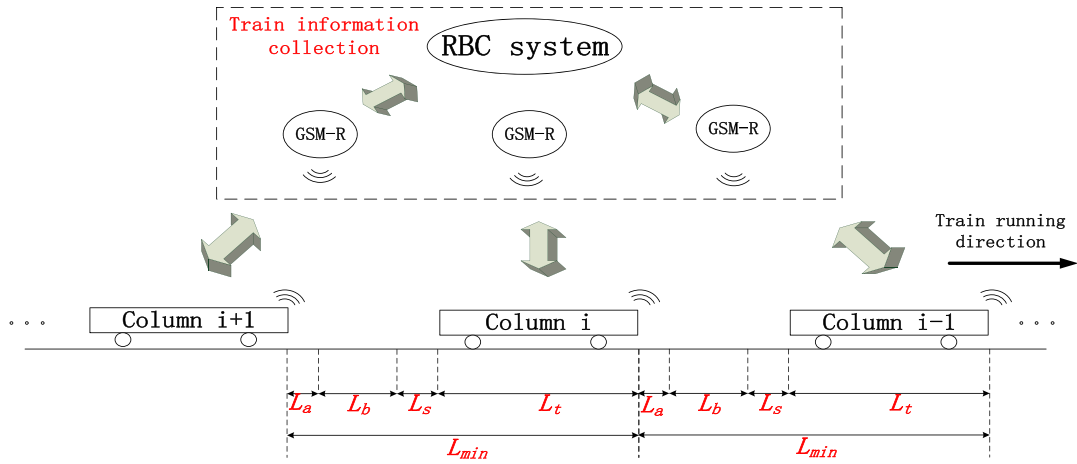 Train information
collection
RBC system
GSM-R
GSM-R
GSM-R
Train running
direction
. . .
Column i+1
Column i
Column i-1
. . .
La
Lb
Ls
Lt
La
Lb
Ls
Lt
Lmin
Lmin